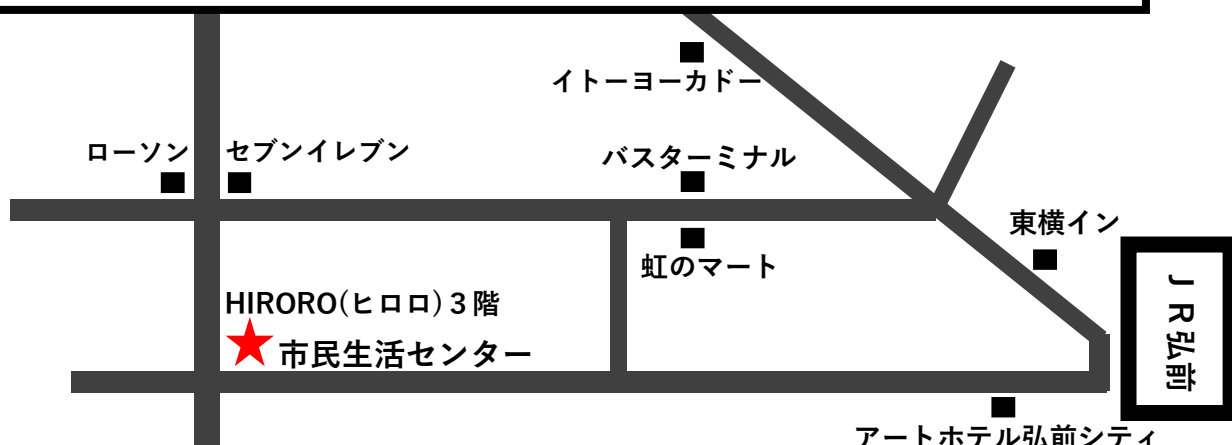 イトーヨーカドー
ローソン
セブンイレブン
バスターミナル
東横イン
虹のマート
HIRORO(ヒロロ)３階
市民生活センター
ＪＲ弘前
アートホテル弘前シティ